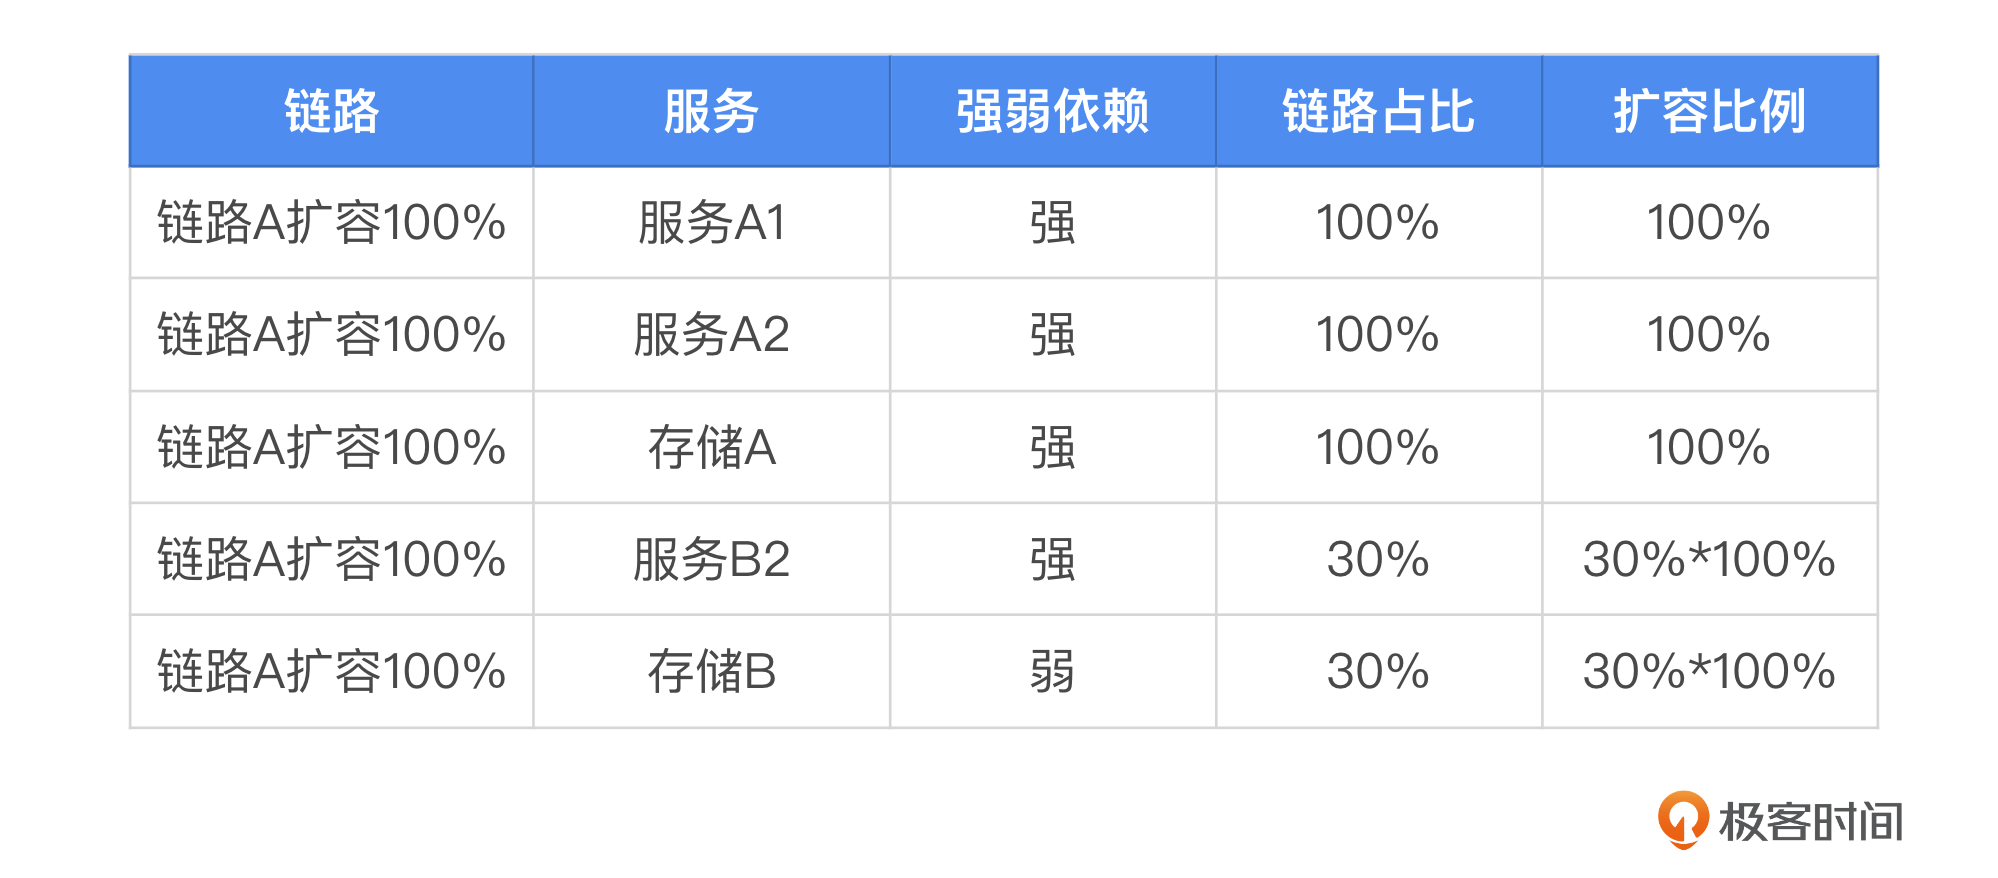 链路 服务 强弱依赖 链路占比 扩容比例
链路A扩容100% 服务A1 强 100% 100%
链路A扩容100% 服务A2 强 100% 100%
链路A扩容100% 存储A 强 100% 100%
链路A扩容100% 服务B2 强 30% 30%*100%
链路A扩容100% 存储B 弱 30% 30%*100%
极客时间